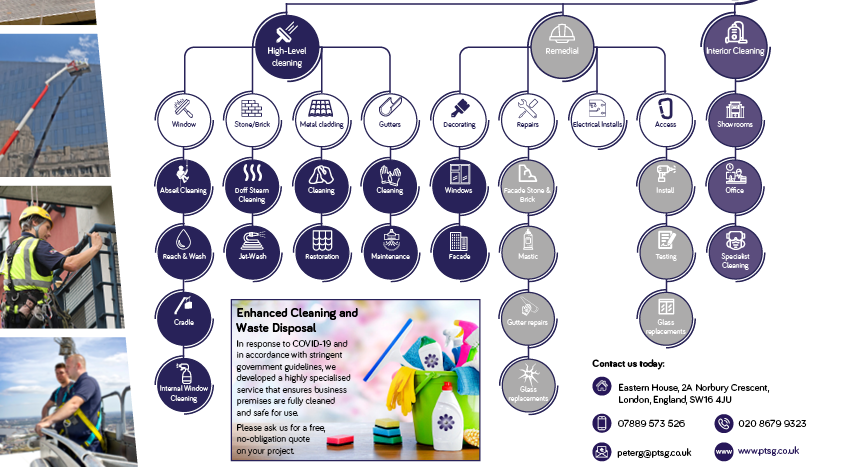 High-Level
cleaning
Remedial
Interior Cleaning
Window
Stone/Brick
Metal cladding
Gutters
Decorating
Repairs
Electrical Installs
Access
Showrooms
Abseil Cleaning
Doff Steam
Cleaning
Cleaning
Cleaning
Windows
Facade Stone &
Brick
Install
Office
Reach & Wash
Jet-Wash
Restoration
Maintenance
Facade
Mastic
Testing
Specialist
Cleaning
Cradle
Gutter repairs
Glass
replacements
Internal Window
Cleaning
Glass
replacements
Enhanced Cleaning and
Waste Disposal
In response to COVID-19 and
in accordance with stringent
government guidelines, we
developed a highly specialised
service that ensures business
premises are fully cleaned
and safe for use.
Please ask us for a free,
no-obligation quote
on your project.
Contact us today:
Eastern House, 2A Norbury Crescent,
London, England, SW16 4JU
07889 573 526
020 8679 9323
peterg@ptsg.co.uk
www
www.ptsg.co.uk